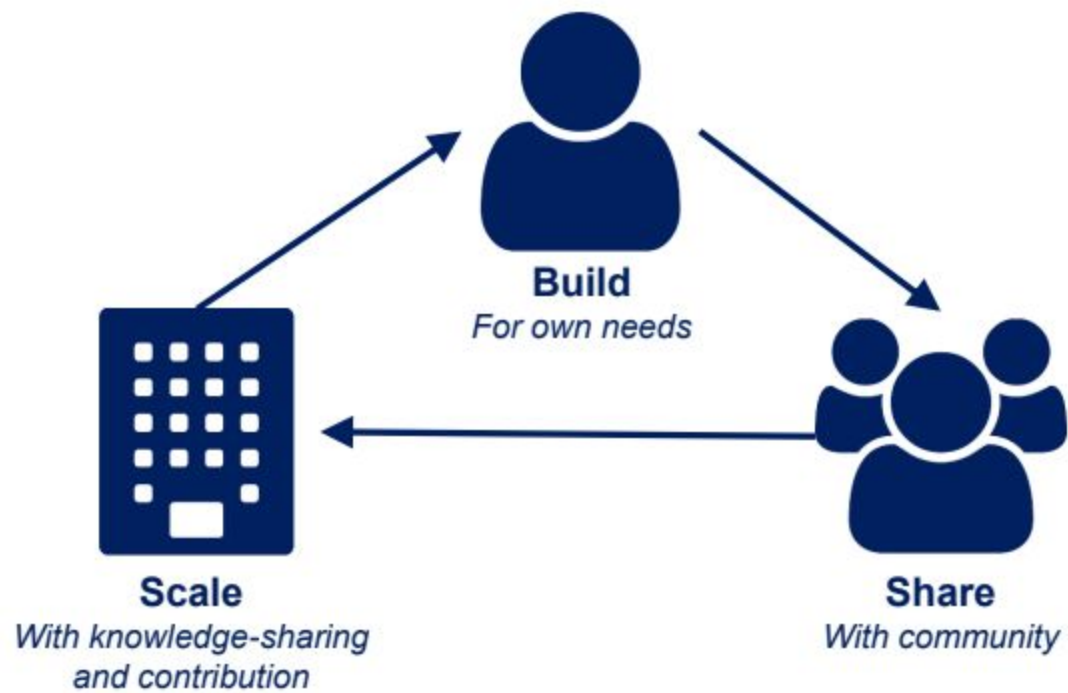 Build
For own needs
Scale
With knowledge-sharing
and contribution
Share
With community